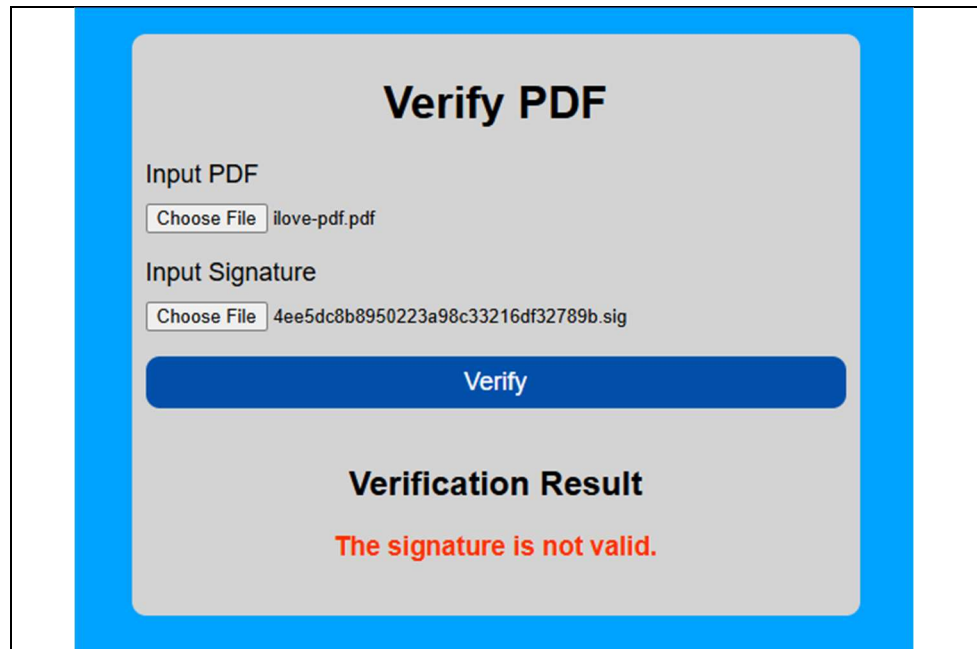 Verify PDF
Input PDF
Choose File ilove-pdf.pdf
Input Signature
Choose File 4ee5dc8b8950223a98c33216df32789b.sig
Verify
Verification Result
The signature is not valid.